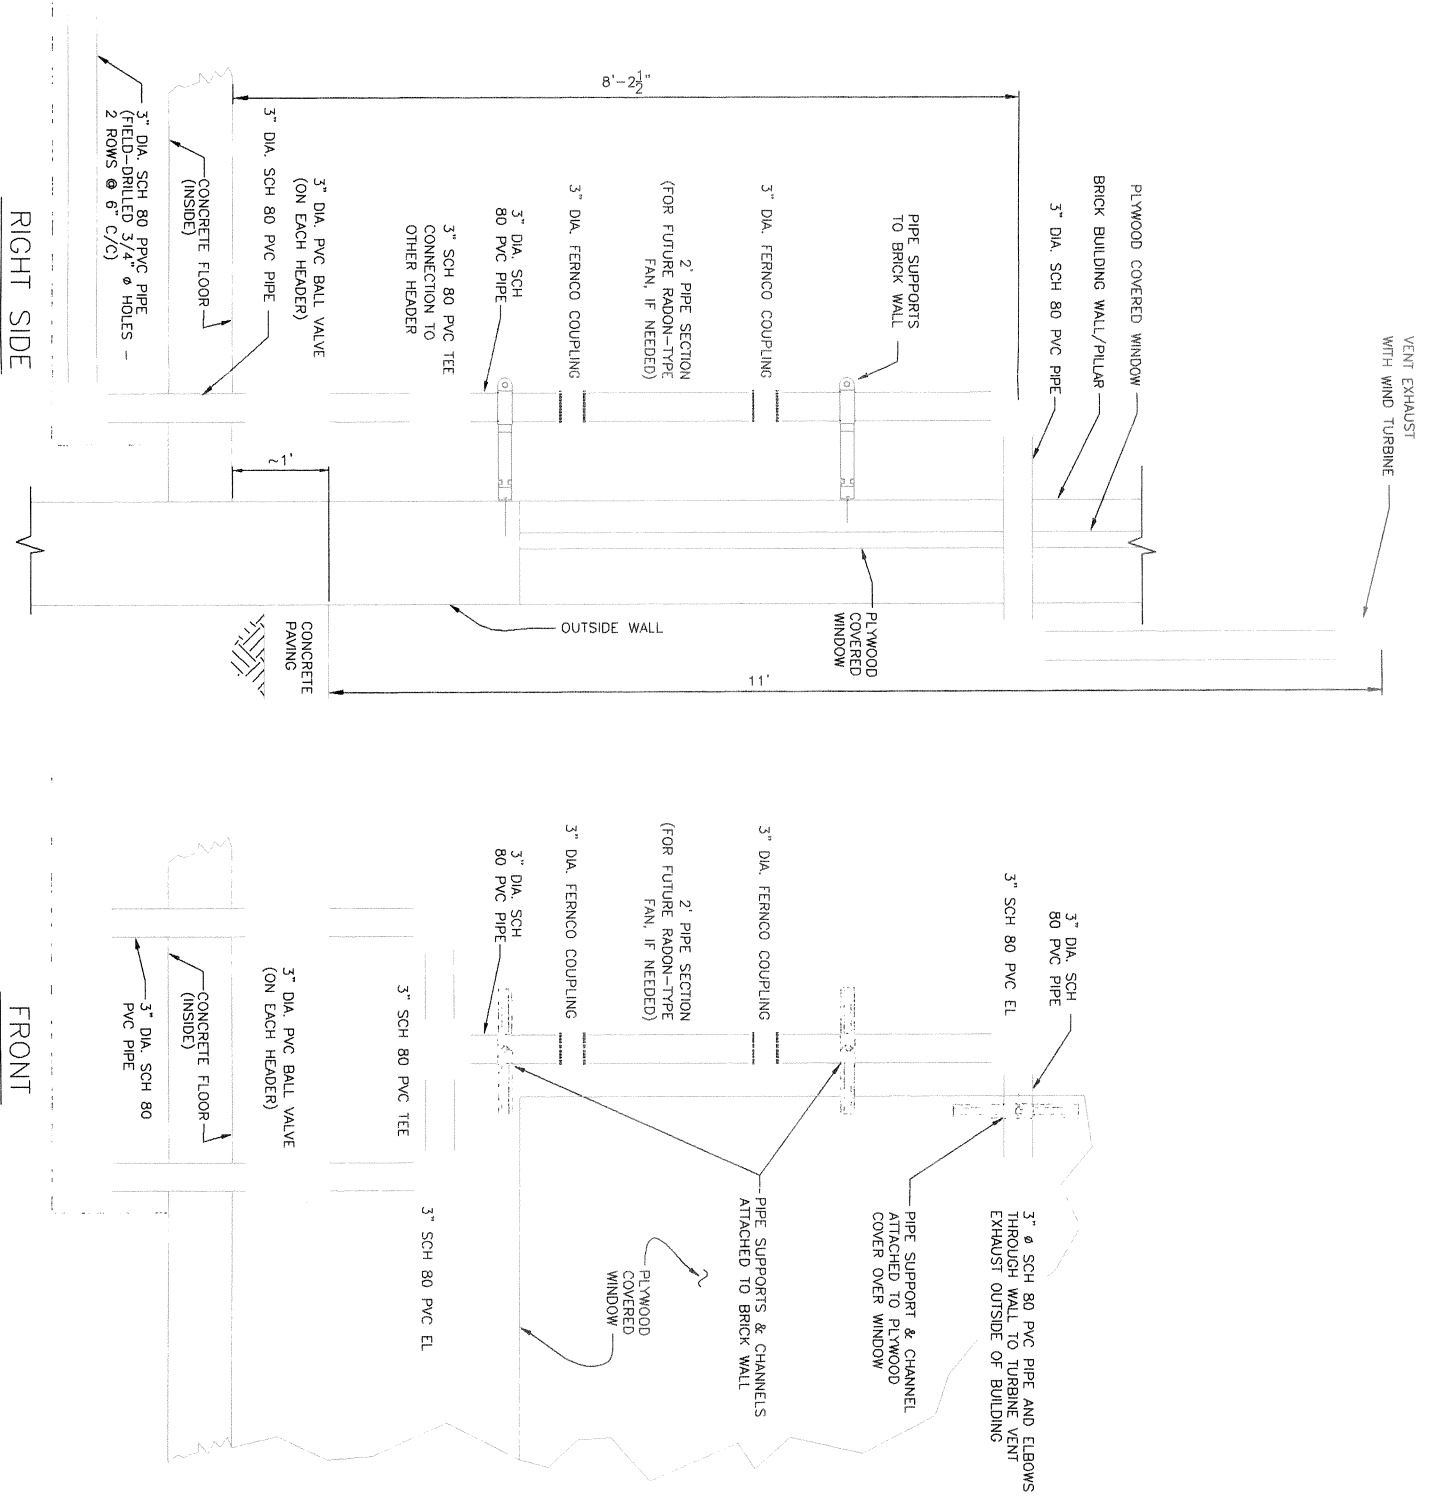 VENT EXHAUST
WITH WIND TURBINE
PLYWOOD COVERED WINDOW
BRICK BUILDING WALL/PILLAR
3" DIA. SCH 80 PVC PIPE
8'-2½"
PIPE SUPPORTS
TO BRICK WALL
3" DIA. FERNCO COUPLING
2' PIPE SECTION
(FOR FUTURE RADON-TYPE
FAN, IF NEEDED)
3" DIA. FERNCO COUPLING
3" DIA. SCH
80 PVC PIPE
3" SCH 80 PVC TEE
CONNECTION TO
OTHER HEADER
3" DIA. PVC BALL VALVE
(ON EACH HEADER)
3" DIA. SCH 80 PVC PIPE
CONCRETE FLOOR
(INSIDE)
3" DIA. SCH 80 PPVC PIPE
(FIELD-DRILLED 3/4" ø HOLES -
2 ROWS @ 6" C/C)
~1'
PLYWOOD
COVERED
WINDOW
OUTSIDE WALL
CONCRETE
PAVING
11'
RIGHT SIDE
3" DIA. SCH
80 PVC PIPE
3" SCH 80 PVC EL
3" DIA. FERNCO COUPLING
2' PIPE SECTION
(FOR FUTURE RADON-TYPE
FAN, IF NEEDED)
3" DIA. FERNCO COUPLING
3" DIA. SCH
80 PVC PIPE
3" SCH 80 PVC TEE
3" DIA. PVC BALL VALVE
(ON EACH HEADER)
CONCRETE FLOOR
(INSIDE)
3" DIA. SCH 80
PVC PIPE
3" ø SCH 80 PVC PIPE AND ELBOWS
THROUGH WALL TO TURBINE VENT
EXHAUST OUTSIDE OF BUILDING
PIPE SUPPORT & CHANNEL
ATTACHED TO PLYWOOD
COVER OVER WINDOW
PIPE SUPPORTS & CHANNELS
ATTACHED TO BRICK WALL
PLYWOOD
COVERED
WINDOW
3" SCH 80 PVC EL
FRONT